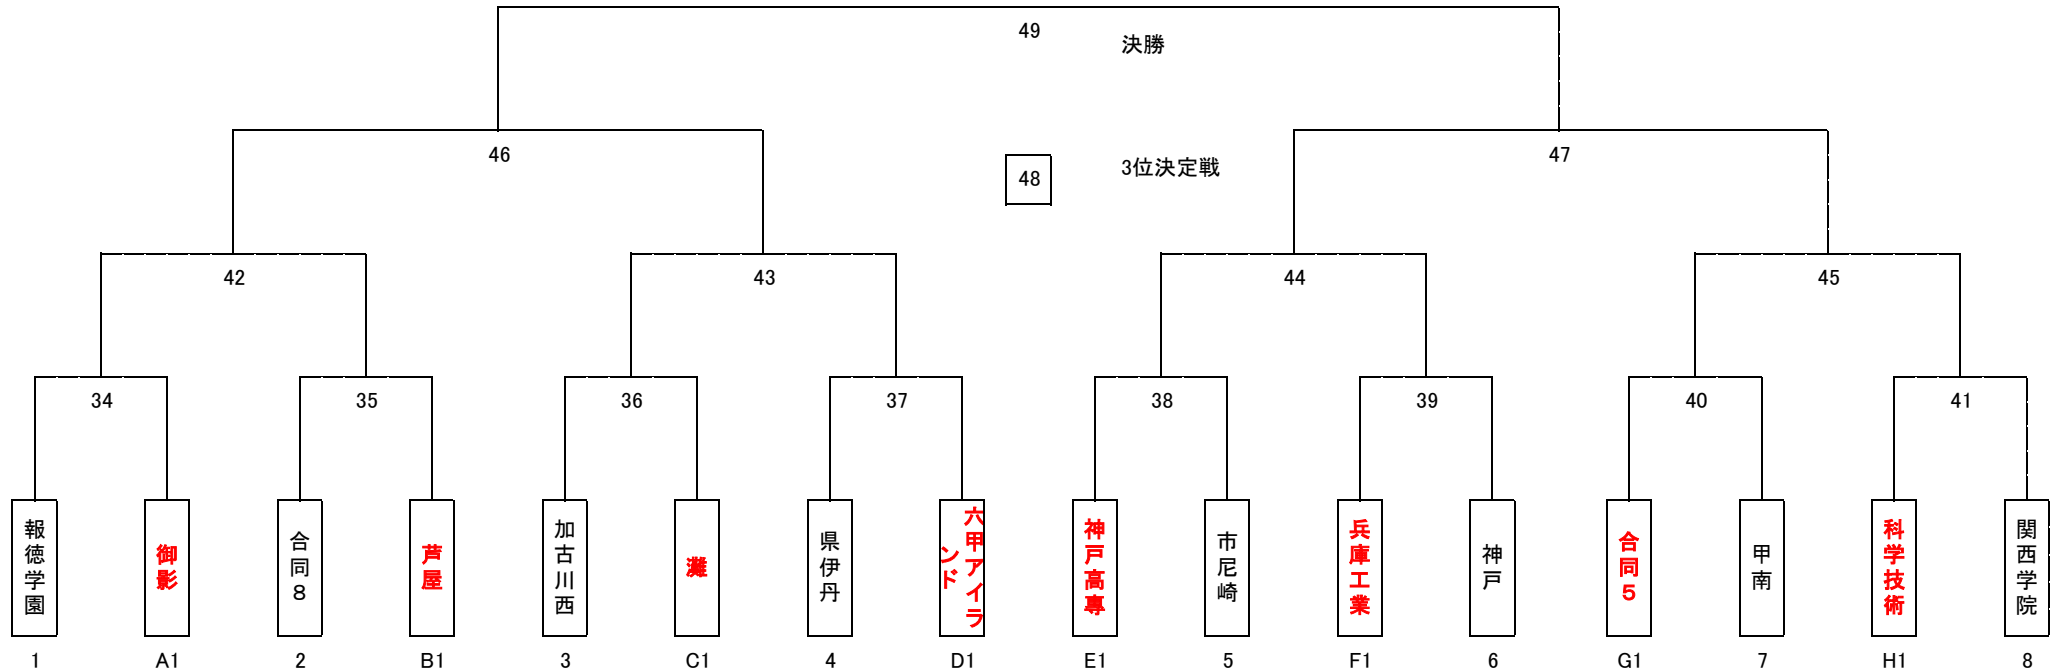 49
決勝
46
47
48
3位決定戦
42
43
44
45
34
35
36
37
38
39
40
41
報徳学園
御影
合同8
芦屋
加古川西
灘
県伊丹
六甲アイラ
ンド
神戸高専
市尼崎
兵庫工業
神戸
合同5
甲南
科学技術
関西学院
1
A1
2
B1
3
C1
4
D1
E1
5
F1
6
G1
7
H1
8